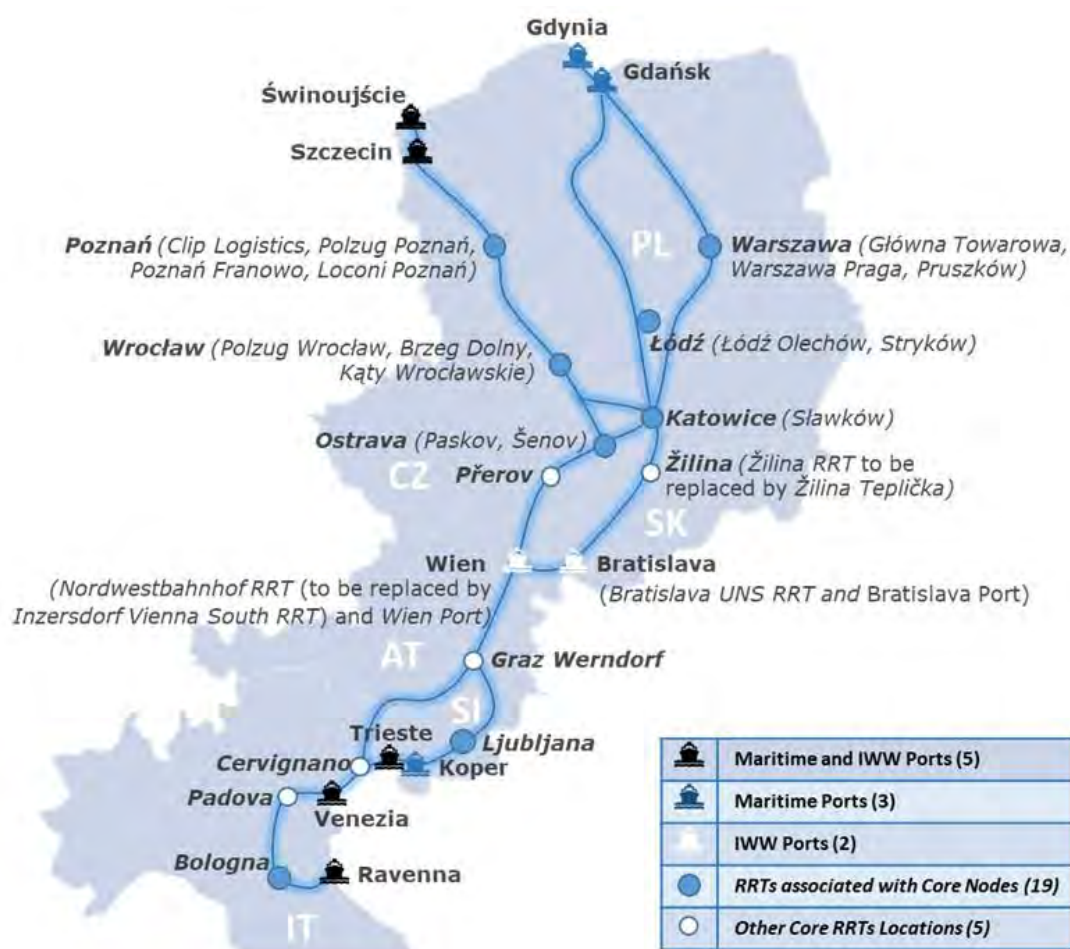 Gdynia
Gdańsk
Świnoujście
Szczecin
Poznań (Clip Logistics, Polzug Poznań,
Poznań Franowo, Loconi Poznań)
PL
Warszawa (Główna Towarowa,
Warszawa Praga, Pruszków)
Łódź (Łódź Olechów, Stryków)
Wrocław (Polzug Wrocław, Brzeg Dolny,
Kąty Wrocławskie)
Katowice (Sławków)
Ostrava (Paskov, Šenov)
CZ
Přerov
Žilina (Žilina RRT to be
replaced by Žilina Teplička)
SK
Wien
Bratislava
(Nordwestbahnhof RRT (to be replaced by
Inzersdorf Vienna South RRT) and Wien Port)
(Bratislava UNS RRT and Bratislava Port)
AT
Graz Werndorf
SI
Trieste
Ljubljana
Cervignano
Koper
Padova
Venezia
Bologna
Ravenna
IT
Maritime and IWW Ports (5)
Maritime Ports (3)
IWW Ports (2)
RRTs associated with Core Nodes (19)
Other Core RRTs Locations (5)